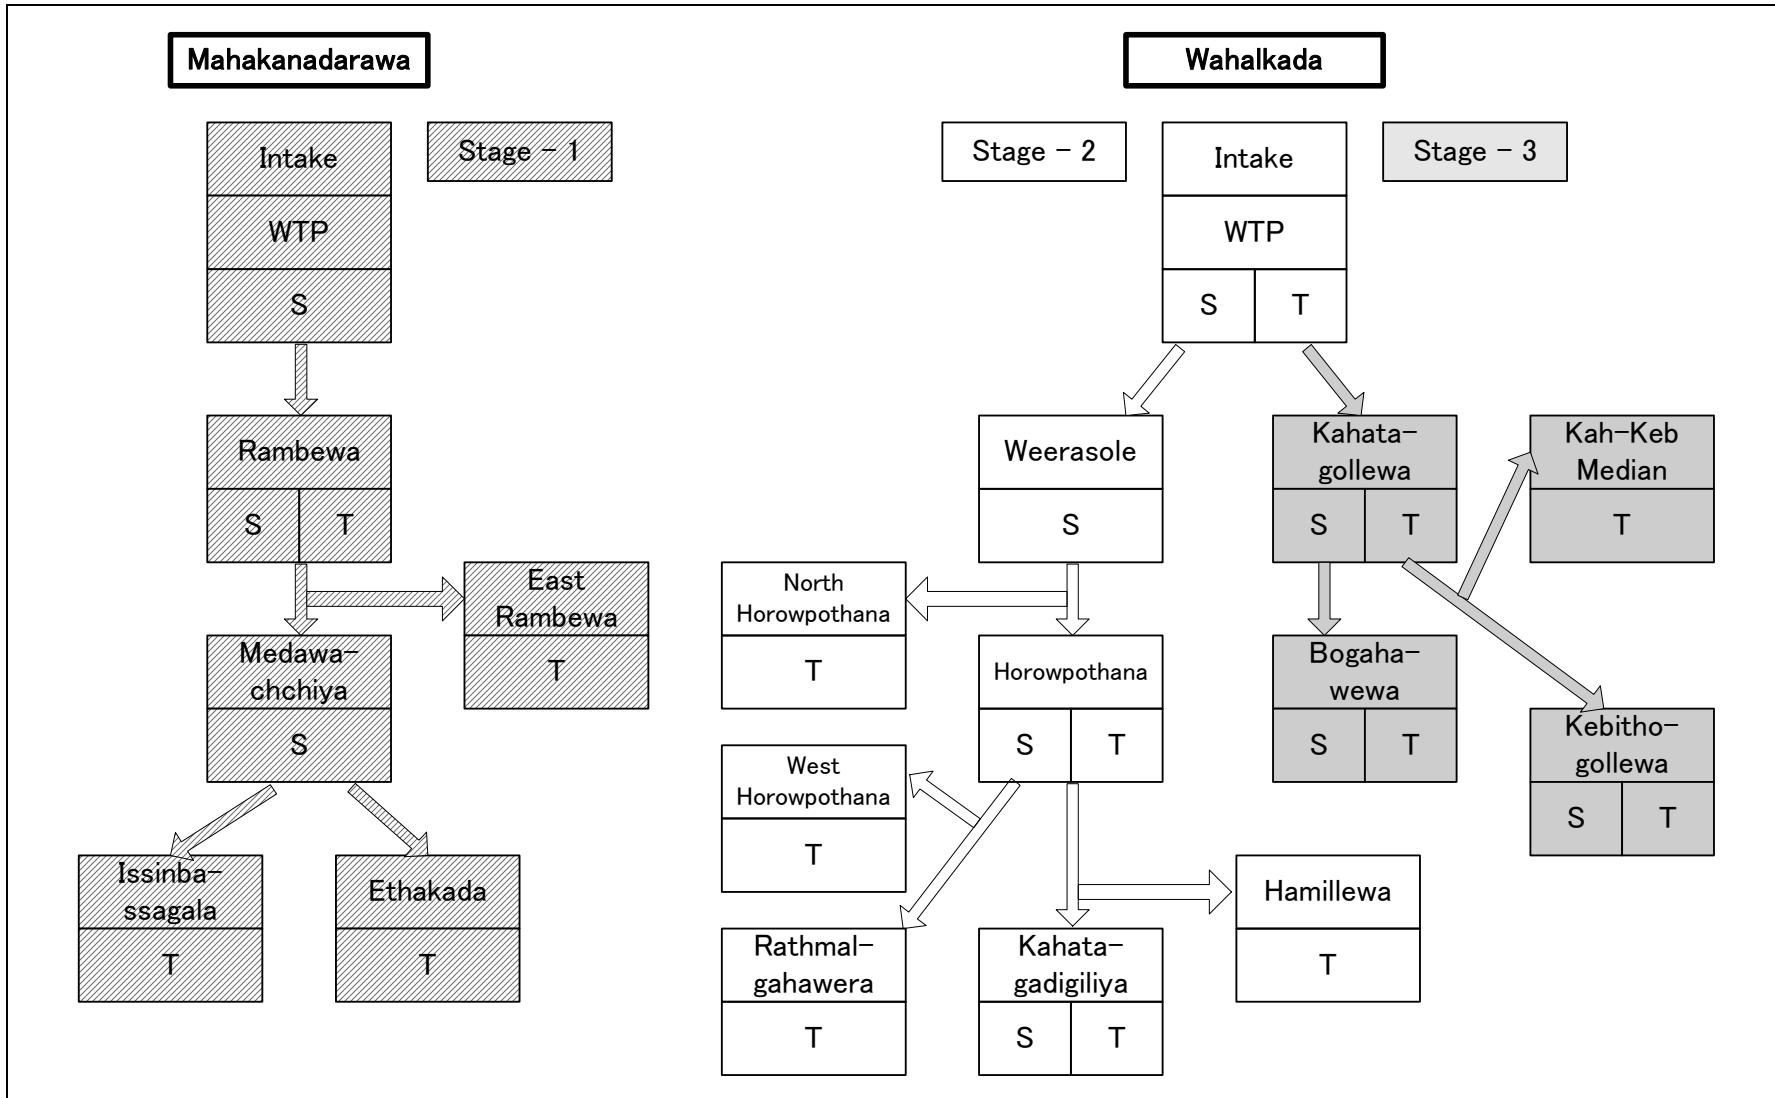 Mahakanadarawa
Intake
Stage - 1
WTP
S
Rambewa
S
T
East
Rambewa
T
Medawa-
chchiya
S
Issinba-
ssagala
T
Ethakada
T
Wahalkada
Stage - 2
Intake
Stage - 3
WTP
S
T
Weerasole
S
North
Horowpothana
T
Horowpothana
S
T
West
Horowpothana
T
Rathmal-
gahawera
T
Kahata-
gadigiliya
S
T
Hamillewa
T
Kahata-
gollewa
S
T
Kah-Keb
Median
T
Bogaha-
wewa
S
T
Kebitho-
gollewa
S
T